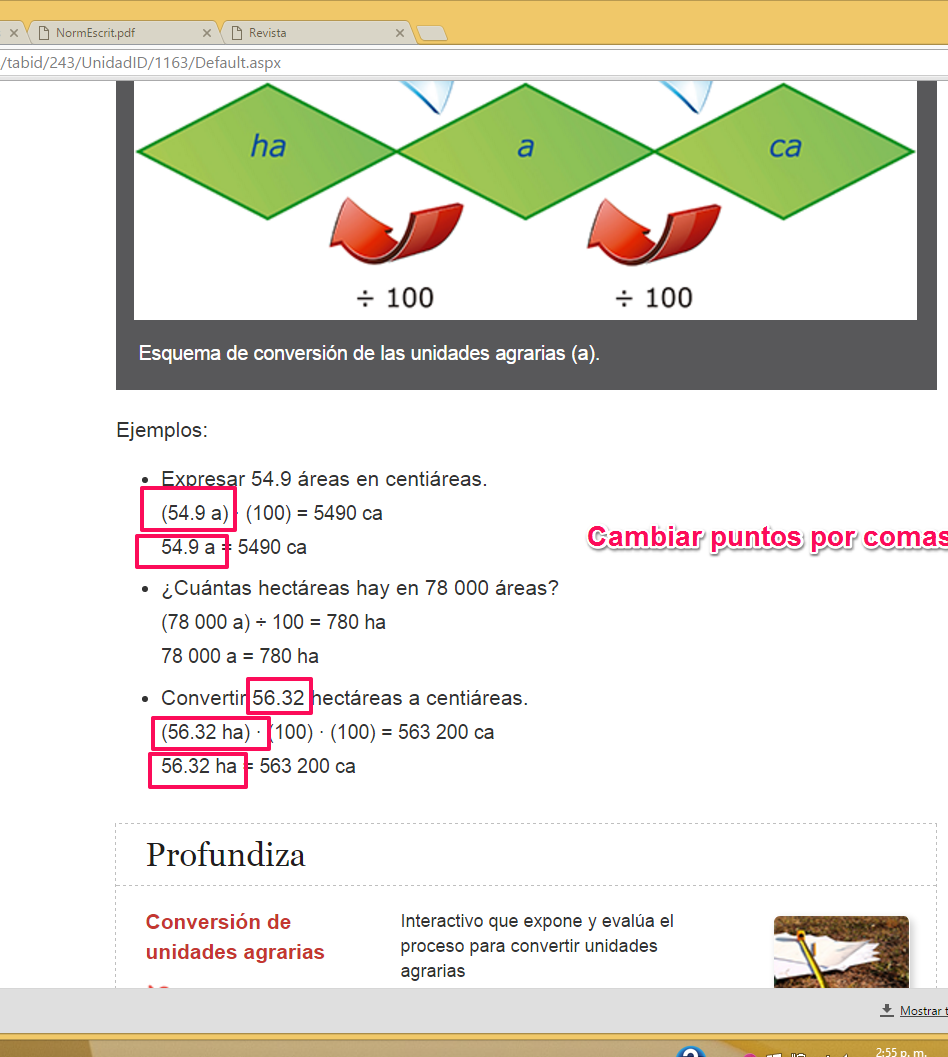 NormEscrit.pdf
Revista
/tabid/243/UnidadID/1163/Default.aspx
ha a ca
÷ 100 ÷ 100
Esquema de conversión de las unidades agrarias (a).
Ejemplos:
• Expresar 54.9 áreas en centiáreas.
(54.9 a) · (100) = 5490 ca
54.9 a = 5490 ca
Cambiar puntos por comas
• ¿Cuántas hectáreas hay en 78 000 áreas?
(78 000 a) ÷ 100 = 780 ha
78 000 a = 780 ha
• Convertir 56.32 hectáreas a centiáreas.
(56.32 ha) · (100) · (100) = 563 200 ca
56.32 ha = 563 200 ca
Profundiza
Conversión de
unidades agrarias
Interactivo que expone y evalúa el
proceso para convertir unidades
agrarias
Mostrar t
2:55 p. m.